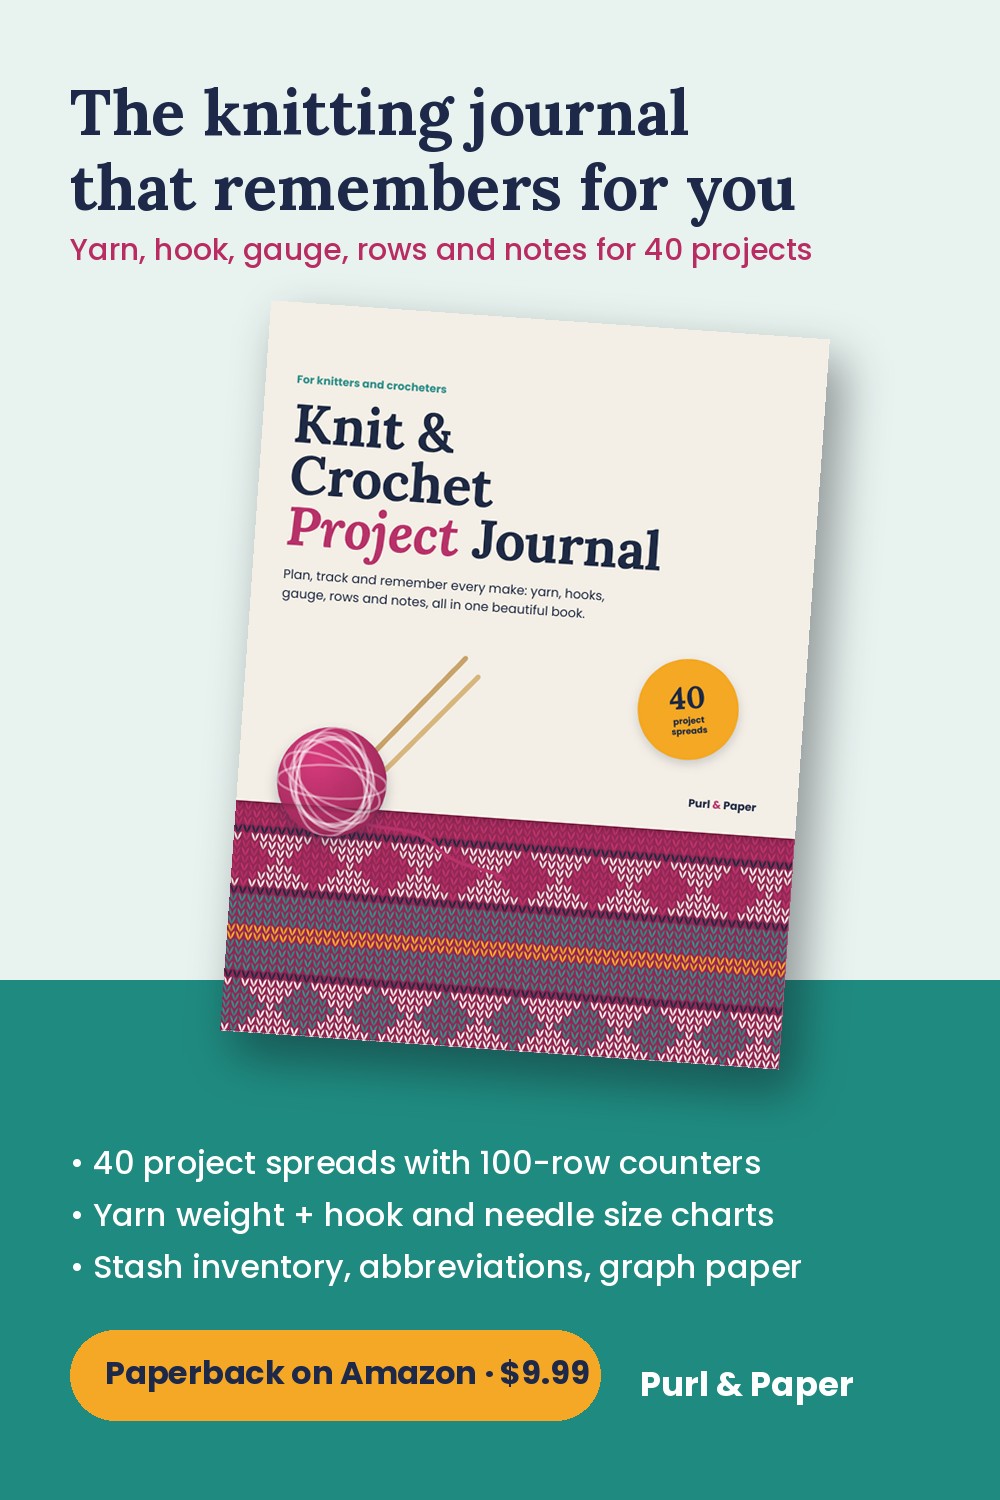 The knitting journal
that remembers for you
Yarn, hook, gauge, rows and notes for 40 projects
For knitters and crocheters
Knit &
Crochet
Project Journal
Plan, track and remember every make: yarn, hooks,
gauge, rows and notes, all in one beautiful book.
40
project
spreads
Purl & Paper
• 40 project spreads with 100-row counters
• Yarn weight + hook and needle size charts
• Stash inventory, abbreviations, graph paper
Paperback on Amazon · $9.99
Purl & Paper